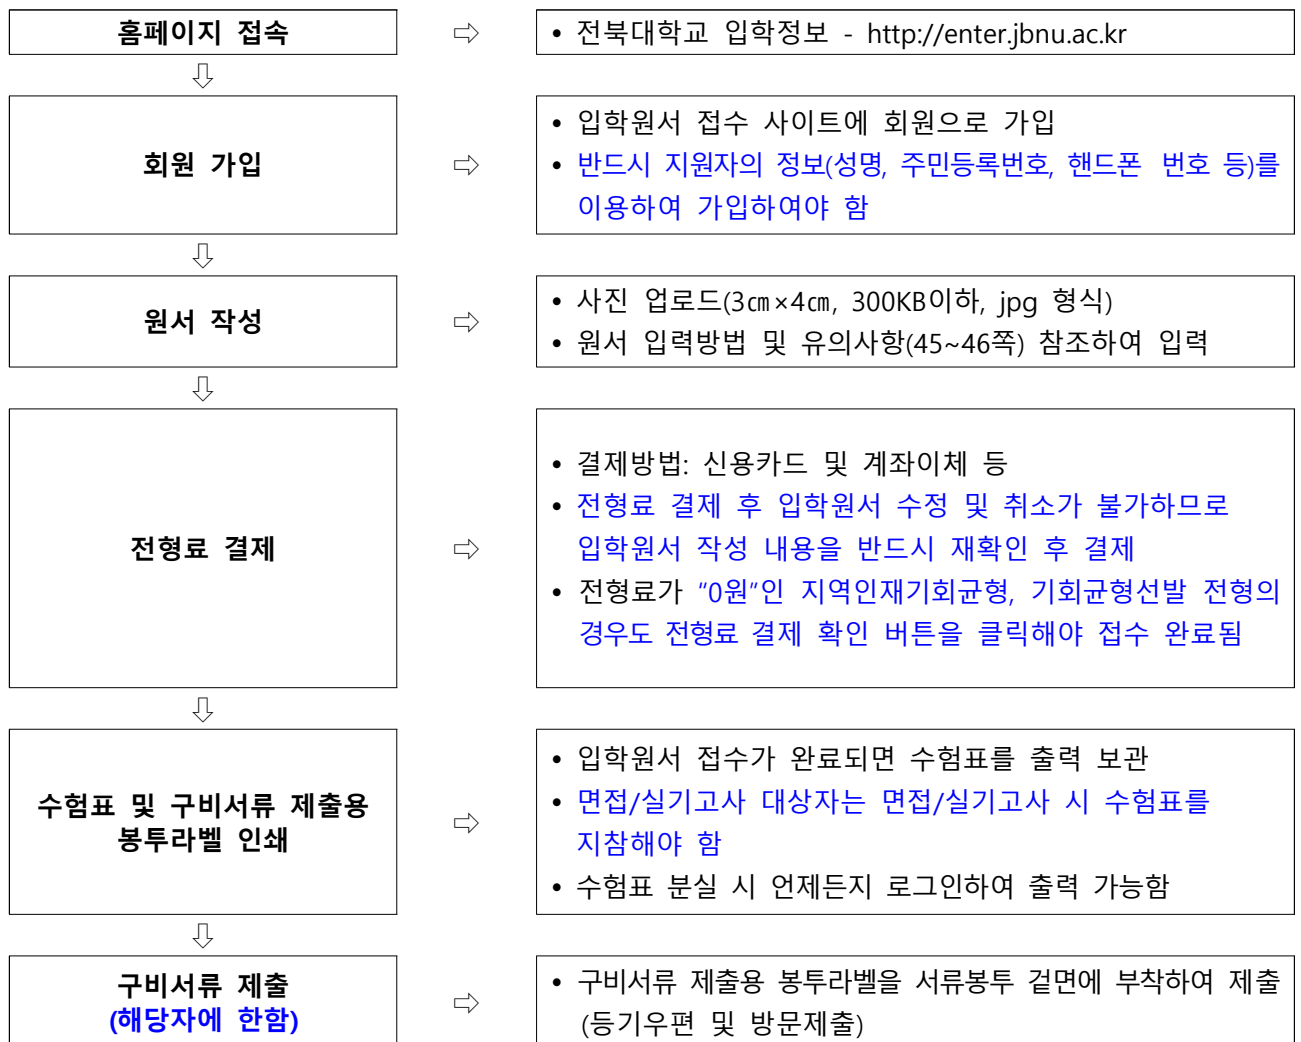 홈페이지 접속
⇨
• 전북대학교 입학정보 - http://enter.jbnu.ac.kr
⇩
회원 가입
⇨
• 입학원서 접수 사이트에 회원으로 가입
• 반드시 지원자의 정보(성명, 주민등록번호, 핸드폰 번호 등)를
이용하여 가입하여야 함
⇩
원서 작성
⇨
• 사진 업로드(3㎝×4㎝, 300KB이하, jpg 형식)
• 원서 입력방법 및 유의사항(45~46쪽) 참조하여 입력
⇩
전형료 결제
⇨
• 결제방법: 신용카드 및 계좌이체 등
• 전형료 결제 후 입학원서 수정 및 취소가 불가하므로
입학원서 작성 내용을 반드시 재확인 후 결제
• 전형료가 “0원”인 지역인재기회균형, 기회균형선발 전형의
경우도 전형료 결제 확인 버튼을 클릭해야 접수 완료됨
⇩
수험표 및 구비서류 제출용
봉투라벨 인쇄
⇨
• 입학원서 접수가 완료되면 수험표를 출력 보관
• 면접/실기고사 대상자는 면접/실기고사 시 수험표를
지참해야 함
• 수험표 분실 시 언제든지 로그인하여 출력 가능함
⇩
구비서류 제출
(해당자에 한함)
⇨
• 구비서류 제출용 봉투라벨을 서류봉투 겉면에 부착하여 제출
(등기우편 및 방문제출)